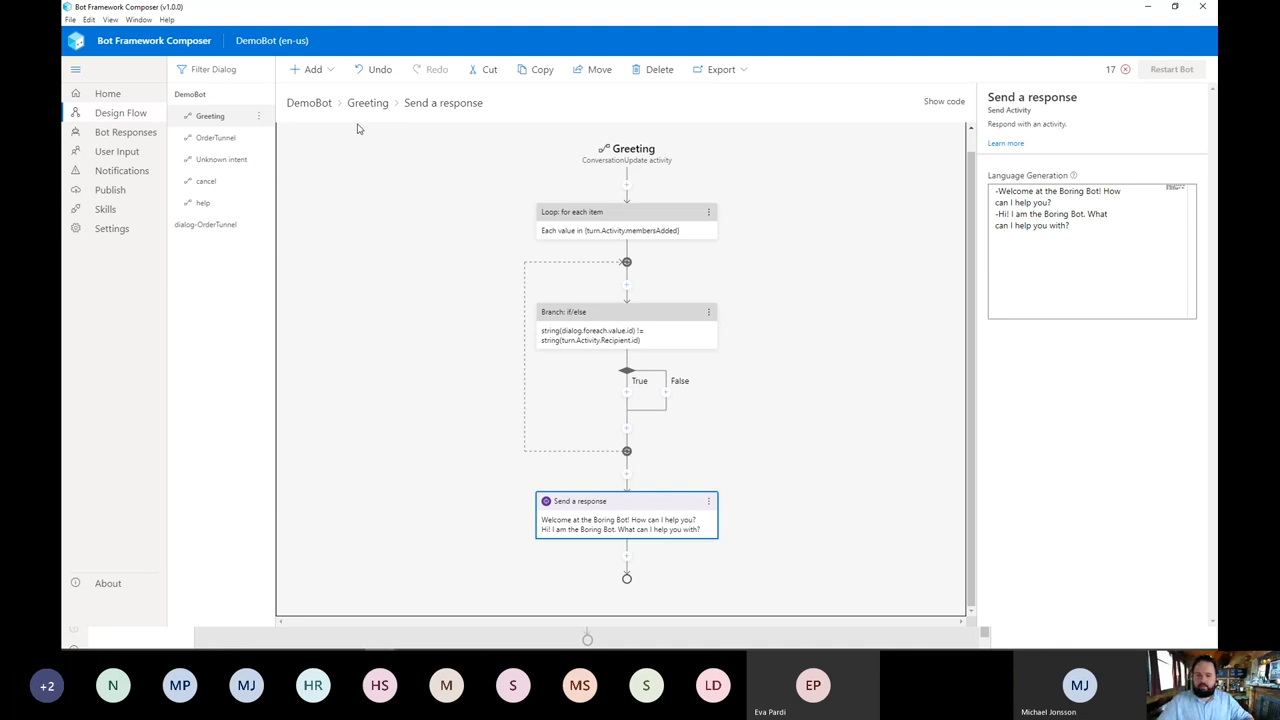 Bot Framework Composer (v1.0.0)
File Edit View Window Help
Bot Framework Composer DemoBot (en-us)
Filter Dialog
Add Undo Redo Cut Copy Move Delete Export
17 Restart Bot
Home
Design Flow
Bot Responses
User Input
Notifications
Publish
Skills
Settings
About
DemoBot
Greeting
OrderTunnel
Unknown intent
cancel
help
dialog-OrderTunnel
DemoBot > Greeting > Send a response
Show code
Greeting
ConversationUpdate activity
Loop: for each item
Each value in {turn.Activity.membersAdded}
Branch: if/else
string(dialog.foreach.value.id) !=
string(turn.Activity.Recipient.id)
True False
Send a response
Welcome at the Boring Bot! How can I help you?
Hi! I am the Boring Bot. What can I help you with?
Send a response
Send Activity
Respond with an activity.
Learn more
Language Generation
-Welcome at the Boring Bot! How
can I help you?
-Hi! I am the Boring Bot. What
can I help you with?
+2 N MP MJ HR HS M S MS S LD EP MJ
Eva Pardi
Michael Jonsson